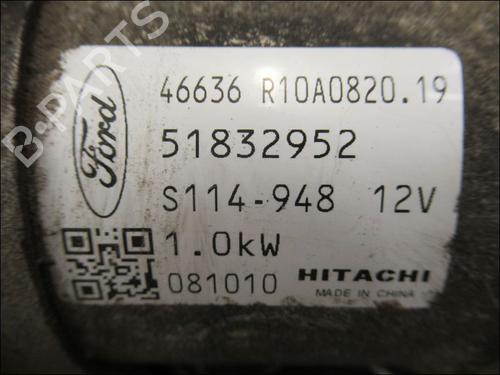 Ford
46636 R10A0820.19
51832952
S114-948 12V
1.0kW
081010 HITACHI
MADE IN CHINA
B-PARTS